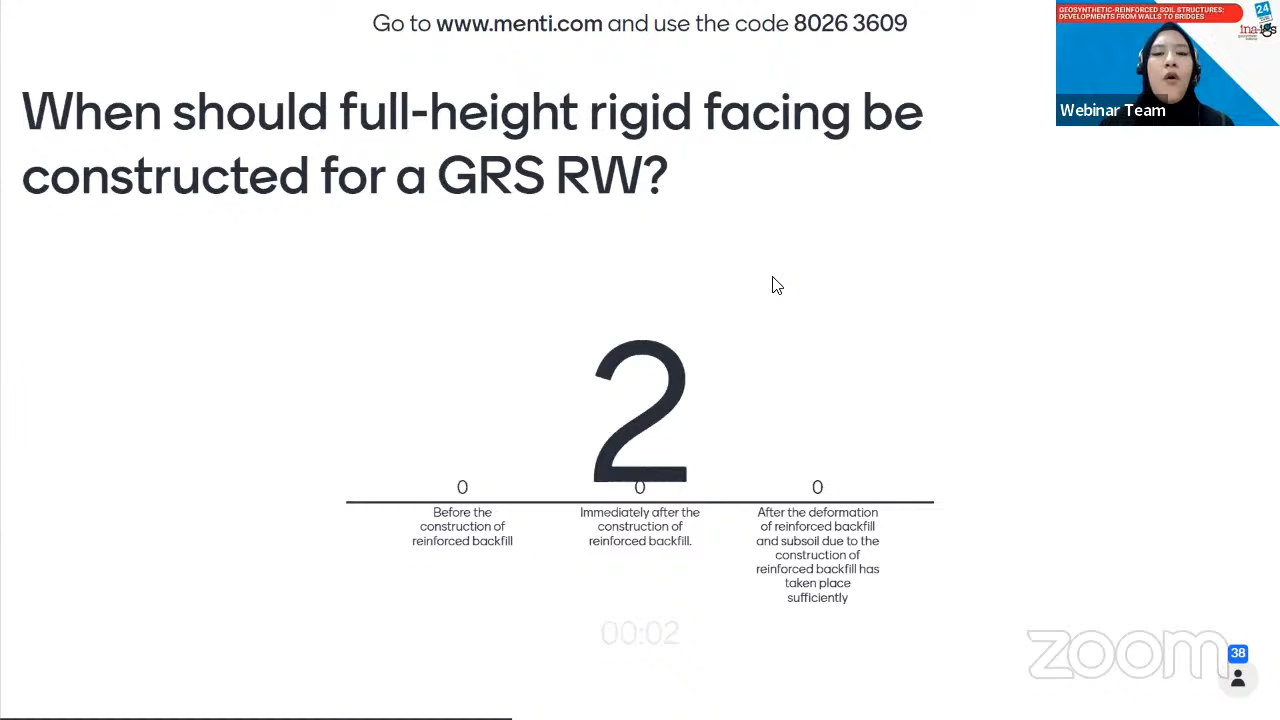 Go to www.menti.com and use the code 8026 3609
GEOSYNTHETIC-REINFORCED SOIL STRUCTURES:
DEVELOPMENTS FROM WALLS TO BRIDGES
24
Webinar Team
When should full-height rigid facing be
constructed for a GRS RW?
2
0
0
0
Before the
construction of
reinforced backfill
Immediately after the
construction of
reinforced backfill.
After the deformation
of reinforced backfill
and subsoil due to the
construction of
reinforced backfill has
taken place
sufficiently
00:02
zoom
38